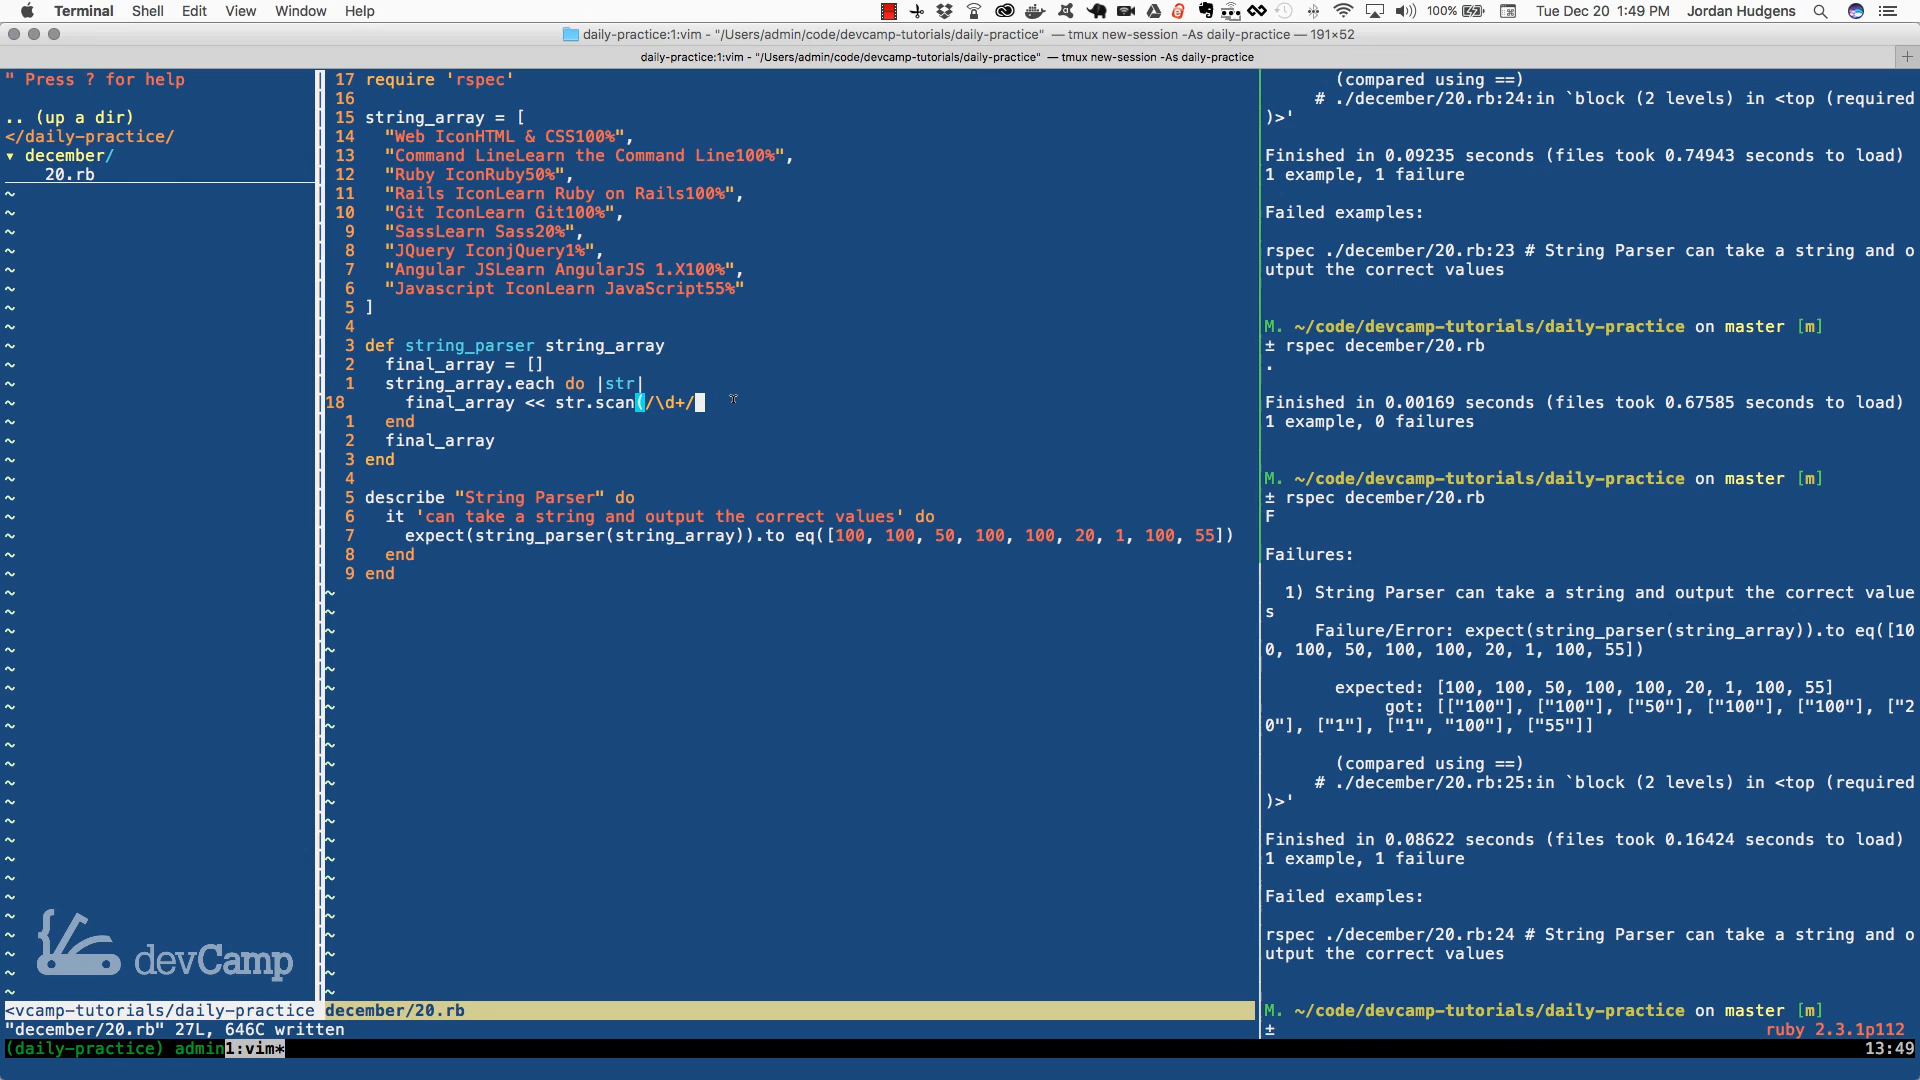 Terminal Shell Edit View Window Help 100% Tue Dec 20 1:49 PM Jordan Hudgens
daily-practice:1:vim - "/Users/admin/code/devcamp-tutorials/daily-practice" — tmux new-session -As daily-practice — 191×52
daily-practice:1:vim - "/Users/admin/code/devcamp-tutorials/daily-practice" — tmux new-session -As daily-practice
" Press ? for help
.. (up a dir)
</daily-practice/
▾ december/
20.rb
17 require 'rspec'
16
15 string_array = [
14 "Web IconHTML & CSS100%",
13 "Command LineLearn the Command Line100%",
12 "Ruby IconRuby50%",
11 "Rails IconLearn Ruby on Rails100%",
10 "Git IconLearn Git100%",
9 "SassLearn Sass20%",
8 "JQuery IconjQuery1%",
7 "Angular JSLearn AngularJS 1.X100%",
6 "Javascript IconLearn JavaScript55%"
5 ]
4
3 def string_parser string_array
2 final_array = []
1 string_array.each do |str|
18 final_array << str.scan(/\d+/
1 end
2 final_array
3 end
4
5 describe "String Parser" do
6 it 'can take a string and output the correct values' do
7 expect(string_parser(string_array)).to eq([100, 100, 50, 100, 100, 20, 1, 100, 55])
8 end
9 end
(compared using ==)
# ./december/20.rb:24:in `block (2 levels) in <top (required
)>'
Finished in 0.09235 seconds (files took 0.74943 seconds to load)
1 example, 1 failure
Failed examples:
rspec ./december/20.rb:23 # String Parser can take a string and o
utput the correct values
M. ~/code/devcamp-tutorials/daily-practice on master [m]
± rspec december/20.rb
.
Finished in 0.00169 seconds (files took 0.67585 seconds to load)
1 example, 0 failures
M. ~/code/devcamp-tutorials/daily-practice on master [m]
± rspec december/20.rb
F
Failures:
1) String Parser can take a string and output the correct value
s
Failure/Error: expect(string_parser(string_array)).to eq([10
0, 100, 50, 100, 100, 20, 1, 100, 55])
expected: [100, 100, 50, 100, 100, 20, 1, 100, 55]
got: [["100"], ["100"], ["50"], ["100"], ["100"], ["2
0"], ["1"], ["1", "100"], ["55"]]
(compared using ==)
# ./december/20.rb:25:in `block (2 levels) in <top (required
)>'
Finished in 0.08622 seconds (files took 0.16424 seconds to load)
1 example, 1 failure
Failed examples:
rspec ./december/20.rb:24 # String Parser can take a string and o
utput the correct values
M. ~/code/devcamp-tutorials/daily-practice on master [m]
± ruby 2.3.1p112
devCamp
<vcamp-tutorials/daily-practice december/20.rb
"december/20.rb" 27L, 646C written
(daily-practice) admin 1:vim* 13:49